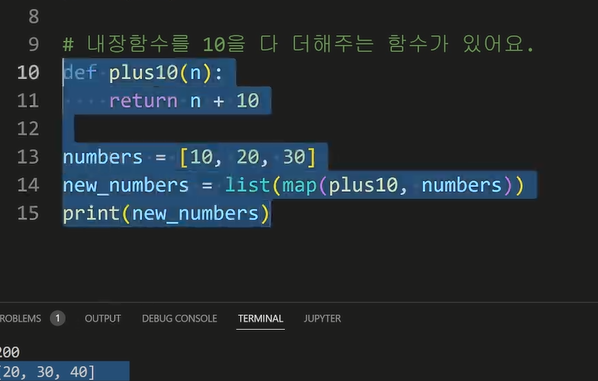 8
9 # 내장함수를 10을 다 더해주는 함수가 있어요.
10 def plus10(n):
11     return n + 10
12
13 numbers = [10, 20, 30]
14 new_numbers = list(map(plus10, numbers))
15 print(new_numbers)
ROBLEMS 1 OUTPUT DEBUG CONSOLE TERMINAL JUPYTER
200
[20, 30, 40]